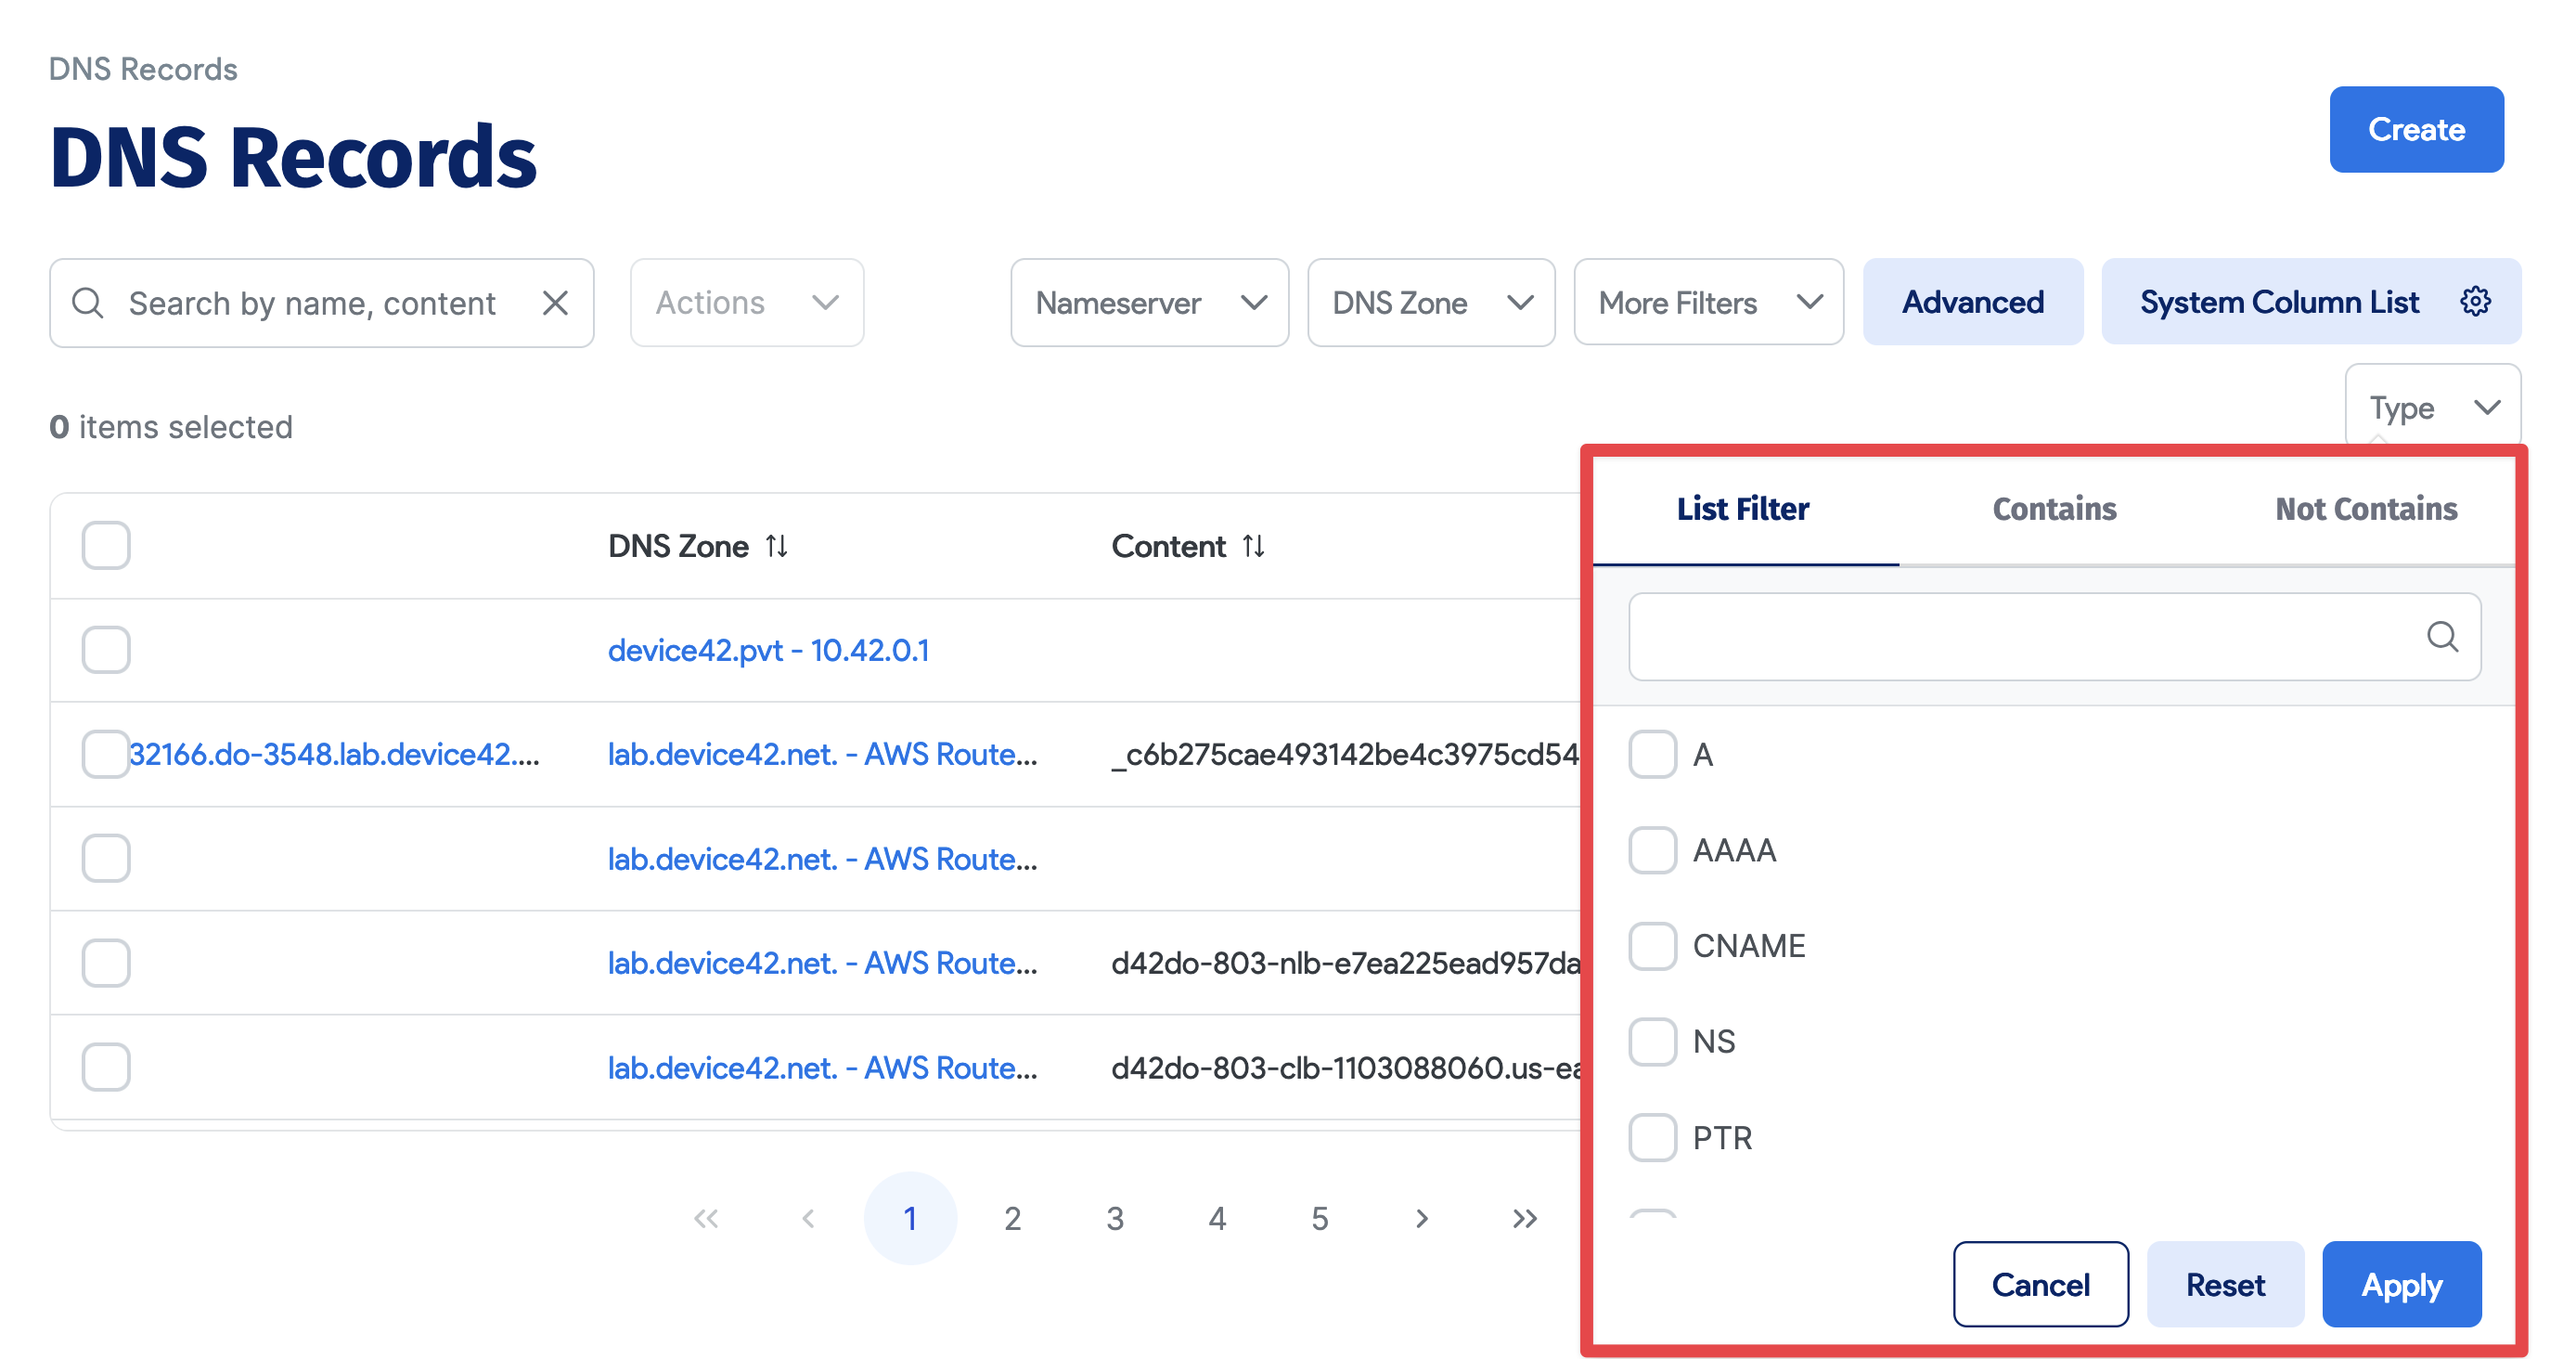 DNS Records
DNS Records
Create
Search by name, content
Actions
Nameserver
DNS Zone
More Filters
Advanced
System Column List
Type
0 items selected
DNS Zone
Content
device42.pvt - 10.42.0.1
32166.do-3548.lab.device42....
lab.device42.net. - AWS Route...
_c6b275cae493142be4c3975cd54
lab.device42.net. - AWS Route...
lab.device42.net. - AWS Route...
d42do-803-nlb-e7ea225ead957da
lab.device42.net. - AWS Route...
d42do-803-clb-1103088060.us-ea
1 2 3 4 5
List Filter
Contains
Not Contains
A
AAAA
CNAME
NS
PTR
Cancel
Reset
Apply